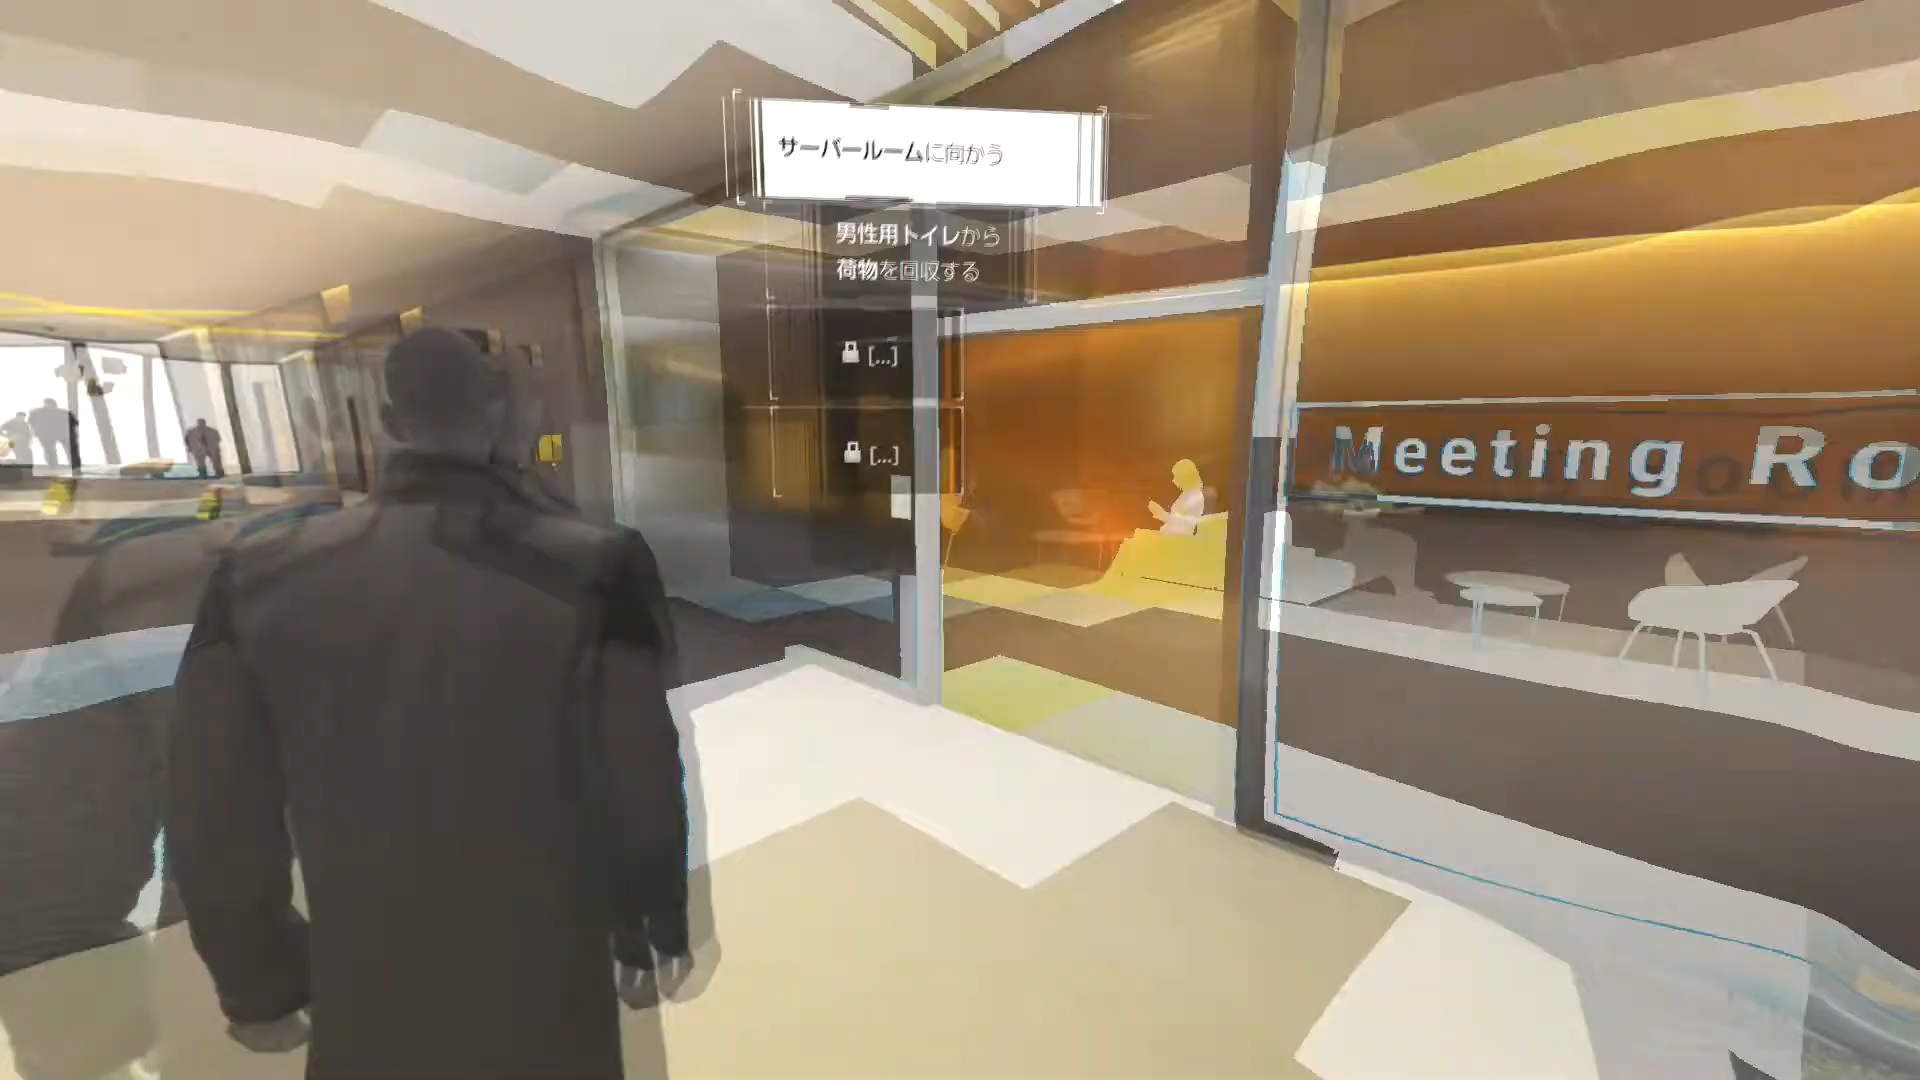 サーバールームに向かう
男性用トイレから
荷物を回収する
[...]
[...]
Meeting Ro